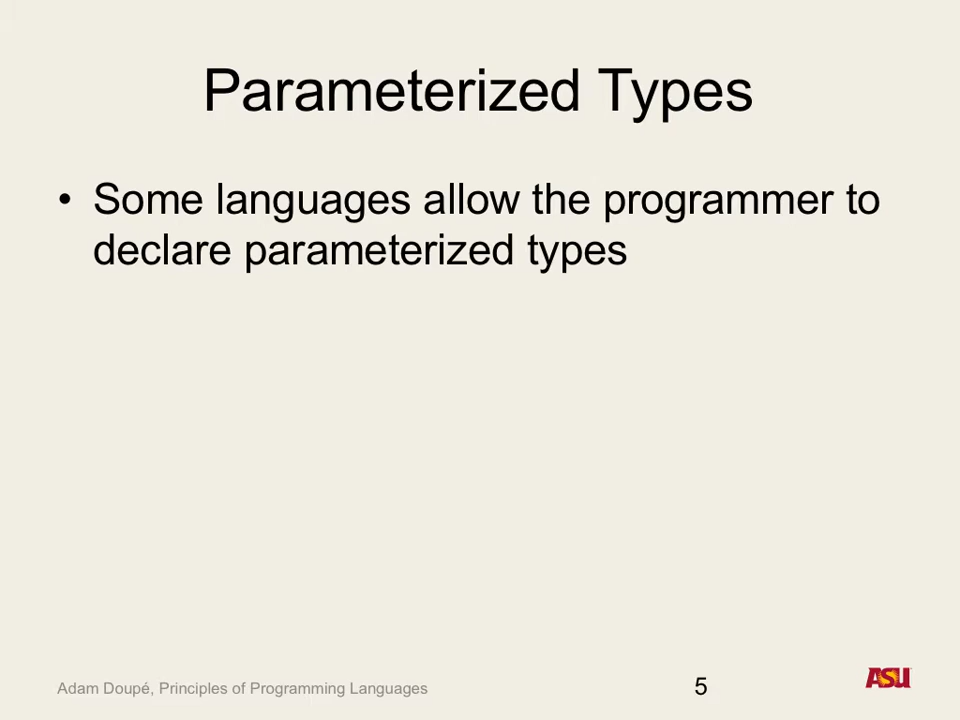 Parameterized Types
• Some languages allow the programmer to
declare parameterized types
Adam Doupé, Principles of Programming Languages
5
ASU